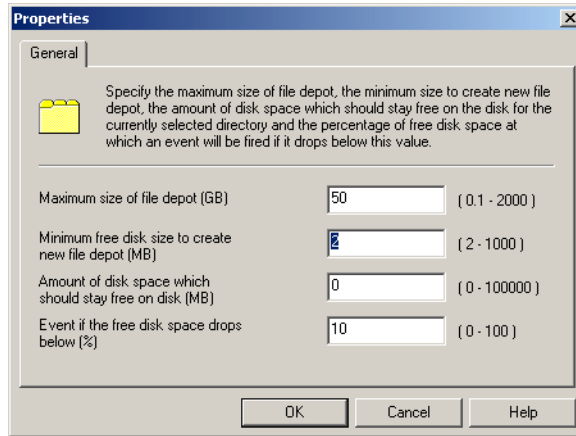 Properties
General
Specify the maximum size of file depot, the minimum size to create new file
depot, the amount of disk space which should stay free on the disk for the
currently selected directory and the percentage of free disk space at
which an event will be fired if it drops below this value.
Maximum size of file depot (GB) 50 ( 0.1 - 2000 )
Minimum free disk size to create
new file depot (MB) 2 ( 2 - 1000 )
Amount of disk space which
should stay free on disk (MB) 0 ( 0 - 100000 )
Event if the free disk space drops
below (%) 10 ( 0 - 100 )
OK Cancel Help